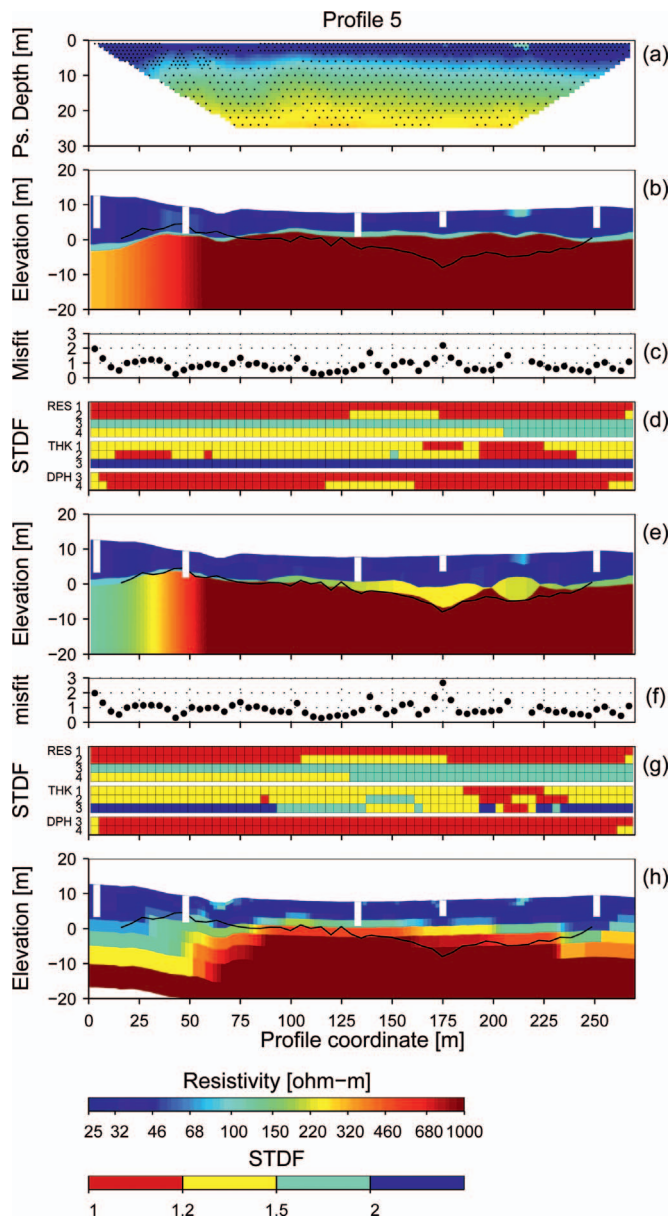 Profile 5
Ps. Depth [m]
0
10
20
30
(a)
Elevation [m]
20
10
0
−10
−20
(b)
Misfit
3
2
1
0
(c)
STDF
RES 1
2
3
4
THK 1
2
3
DPH 3
4
(d)
Elevation [m]
20
10
0
−10
−20
(e)
misfit
3
2
1
0
(f)
STDF
RES 1
2
3
4
THK 1
2
3
DPH 3
4
(g)
Elevation [m]
20
10
0
−10
−20
(h)
0 25 50 75 100 125 150 175 200 225 250
Profile coordinate [m]
Resistivity [ohm−m]
25 32 46 68 100 150 220 320 460 680 1000
STDF
1 1.2 1.5 2